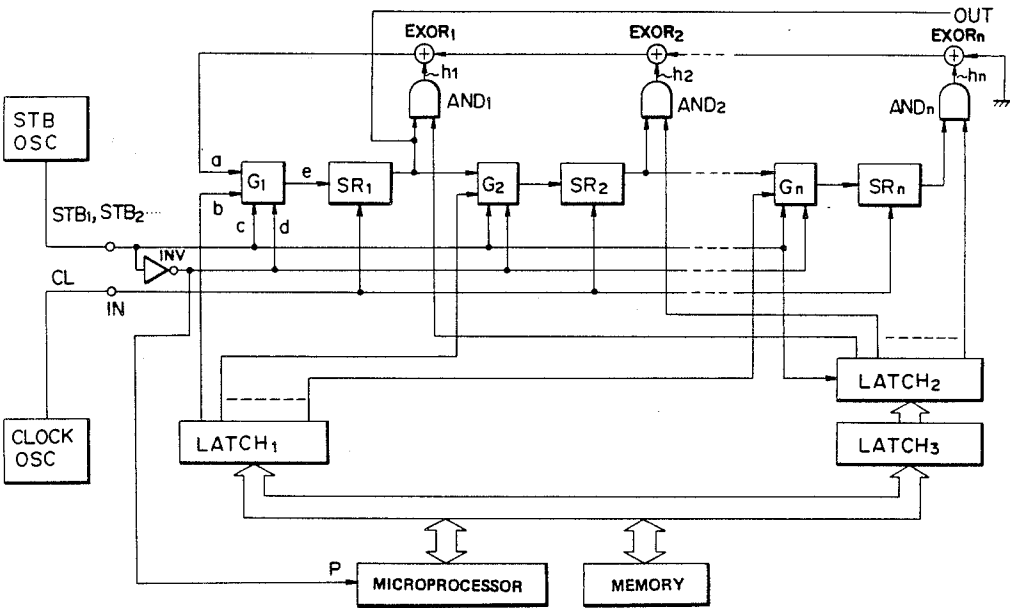 OUT
EXOR₁
EXOR₂
EXORn
h₁
h₂
hn
AND₁
AND₂
ANDn
STB
OSC
a
G₁
e
SR₁
G₂
SR₂
Gn
SRn
b
STB₁, STB₂....
c
d
INV
CL
IN
LATCH₂
CLOCK
OSC
LATCH₁
LATCH₃
P
MICROPROCESSOR
MEMORY